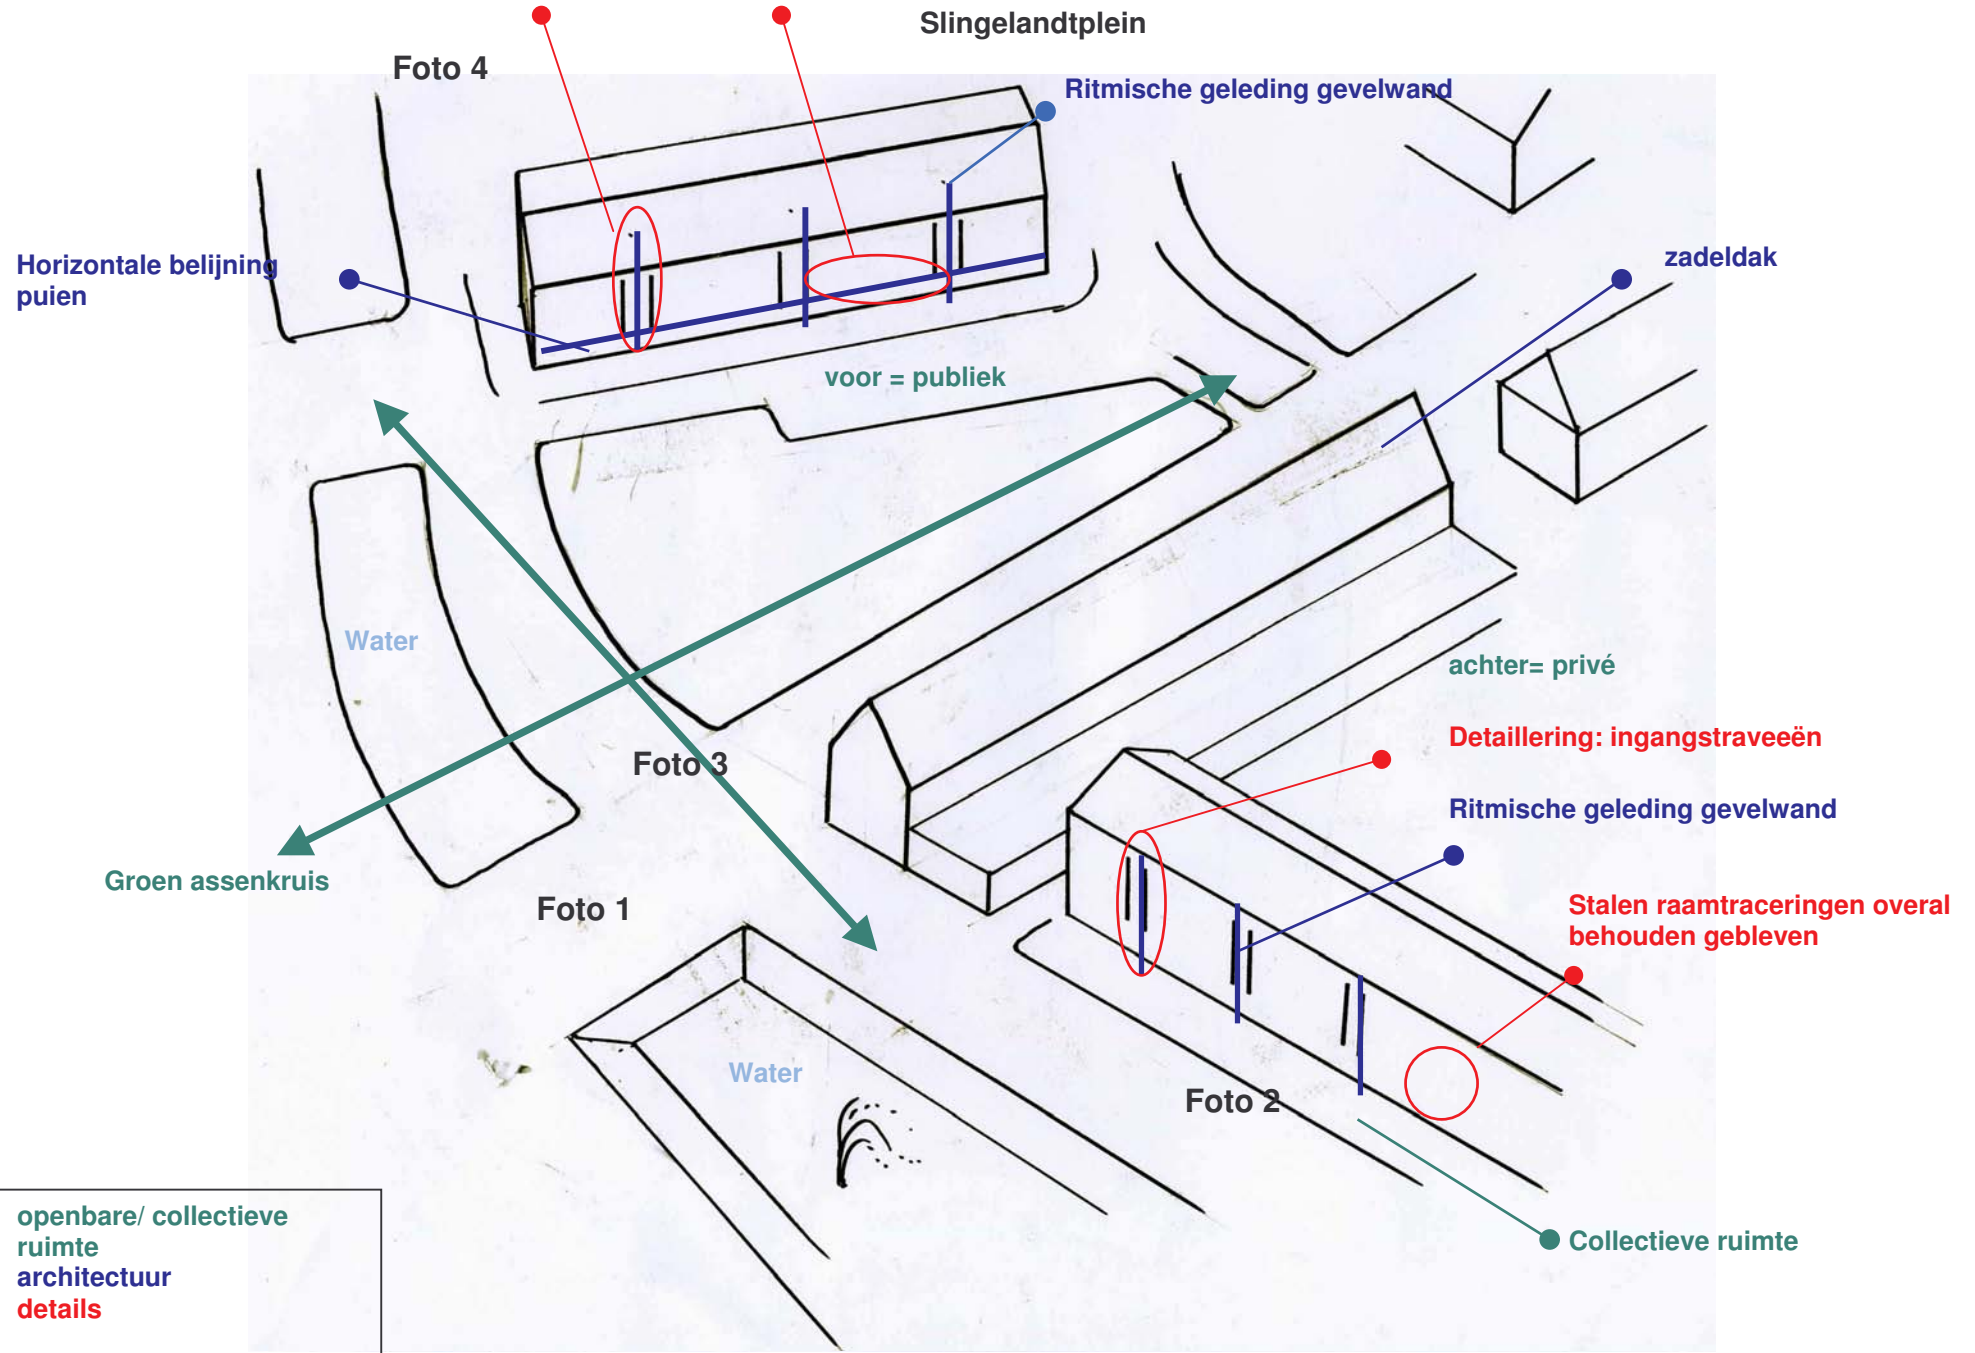 Slingelandtplein
Foto 4
Ritmische geleding gevelwand
Horizontale belijning
puien
zadeldak
voor = publiek
Water
achter= privé
Detaillering: ingangstraveeën
Foto 3
Ritmische geleding gevelwand
Groen assenkruis
Foto 1
Stalen raamtraceringen overal
behouden gebleven
Water
Foto 2
Collectieve ruimte
openbare/ collectieve
ruimte
architectuur
details